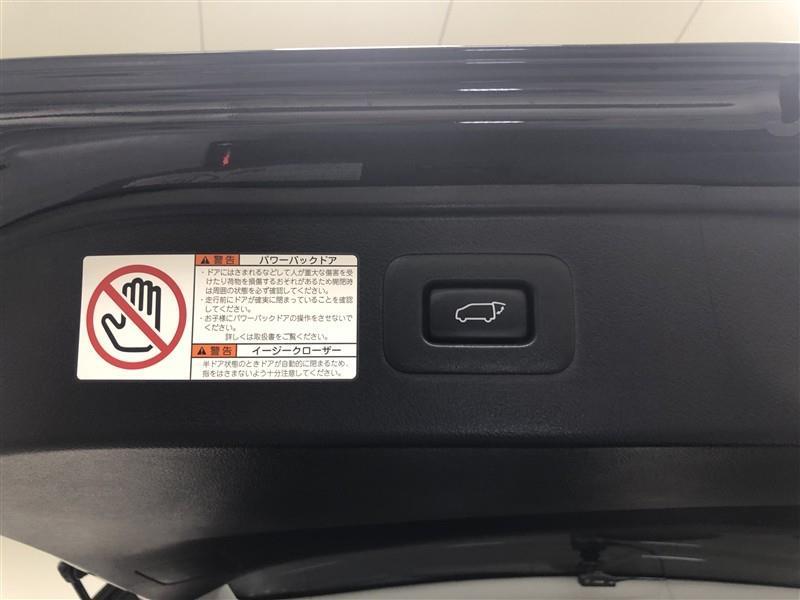 警告 パワーバックドア
・ドアにはさまれるなどして人が重大な傷害を受
けたり荷物を損傷するおそれがあるため開閉時
は周囲の状態を必ず確認してください。
・走行前にドアが確実に閉まっていることを確認
してください。
・お子様にパワーバックドアの操作をさせないで
ください。
詳しくは取扱書をご覧ください。
警告 イージークローザー
半ドア状態のときドアが自動的に閉まるため、
指をはさまないよう十分注意してください。